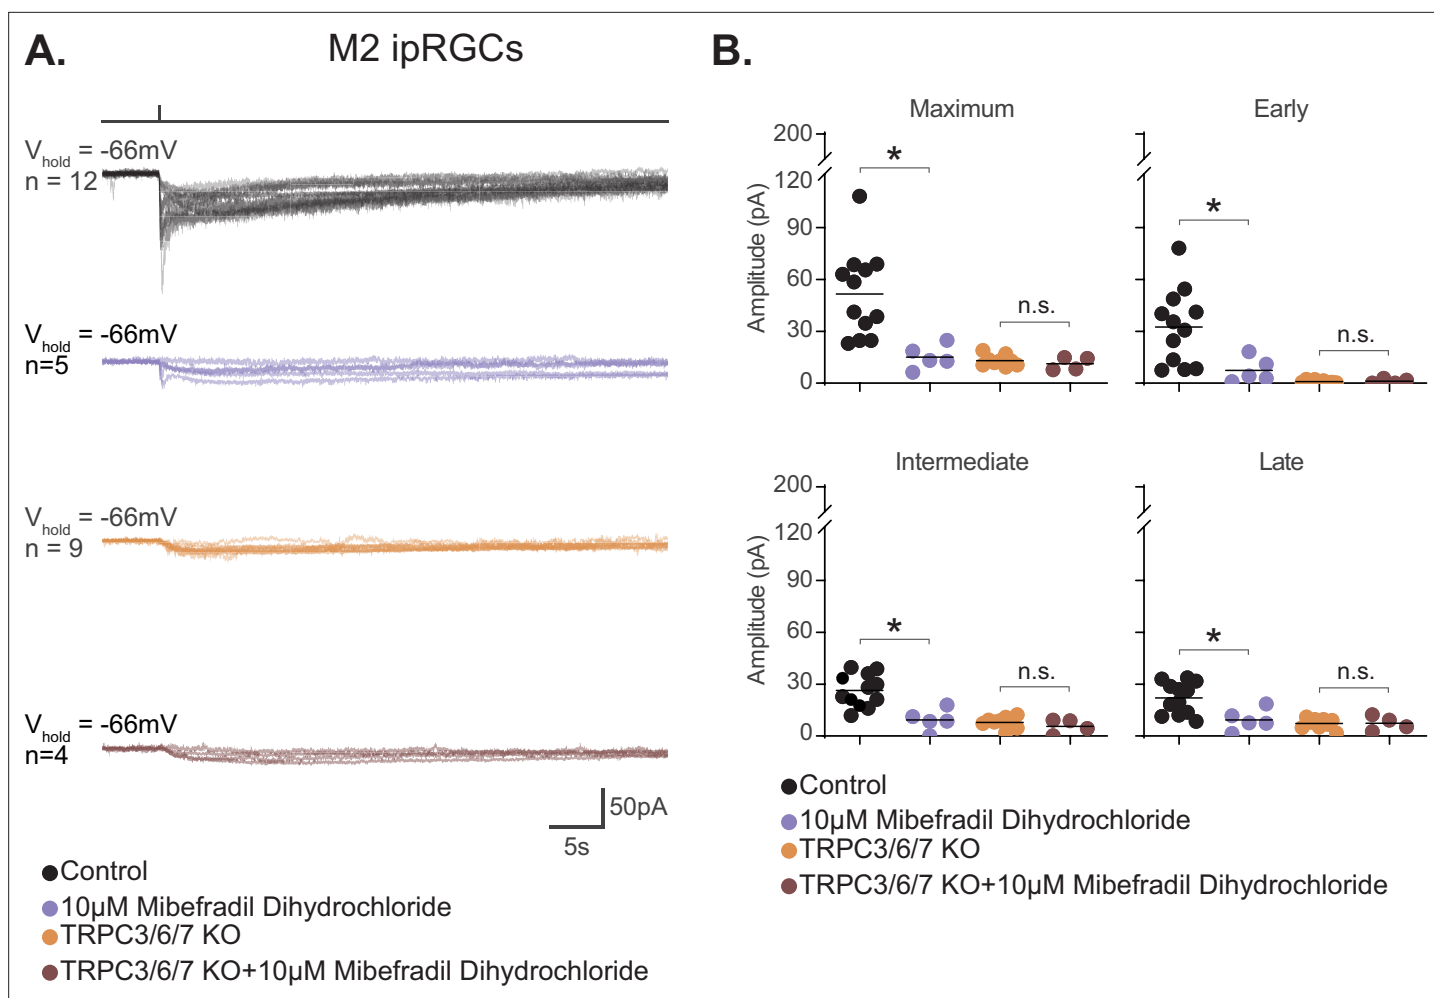 A.
M2 ipRGCs
Vhold = -66mV
n = 12
Vhold = -66mV
n=5
Vhold = -66mV
n = 9
Vhold = -66mV
n=4
50pA
5s
Control
10µM Mibefradil Dihydrochloride
TRPC3/6/7 KO
TRPC3/6/7 KO+10µM Mibefradil Dihydrochloride
B.
Maximum
Amplitude (pA)
200
120
90
60
30
0
*
n.s.
Early
*
n.s.
Intermediate
Amplitude (pA)
200
120
90
60
30
0
*
n.s.
Late
*
n.s.
Control
10µM Mibefradil Dihydrochloride
TRPC3/6/7 KO
TRPC3/6/7 KO+10µM Mibefradil Dihydrochloride